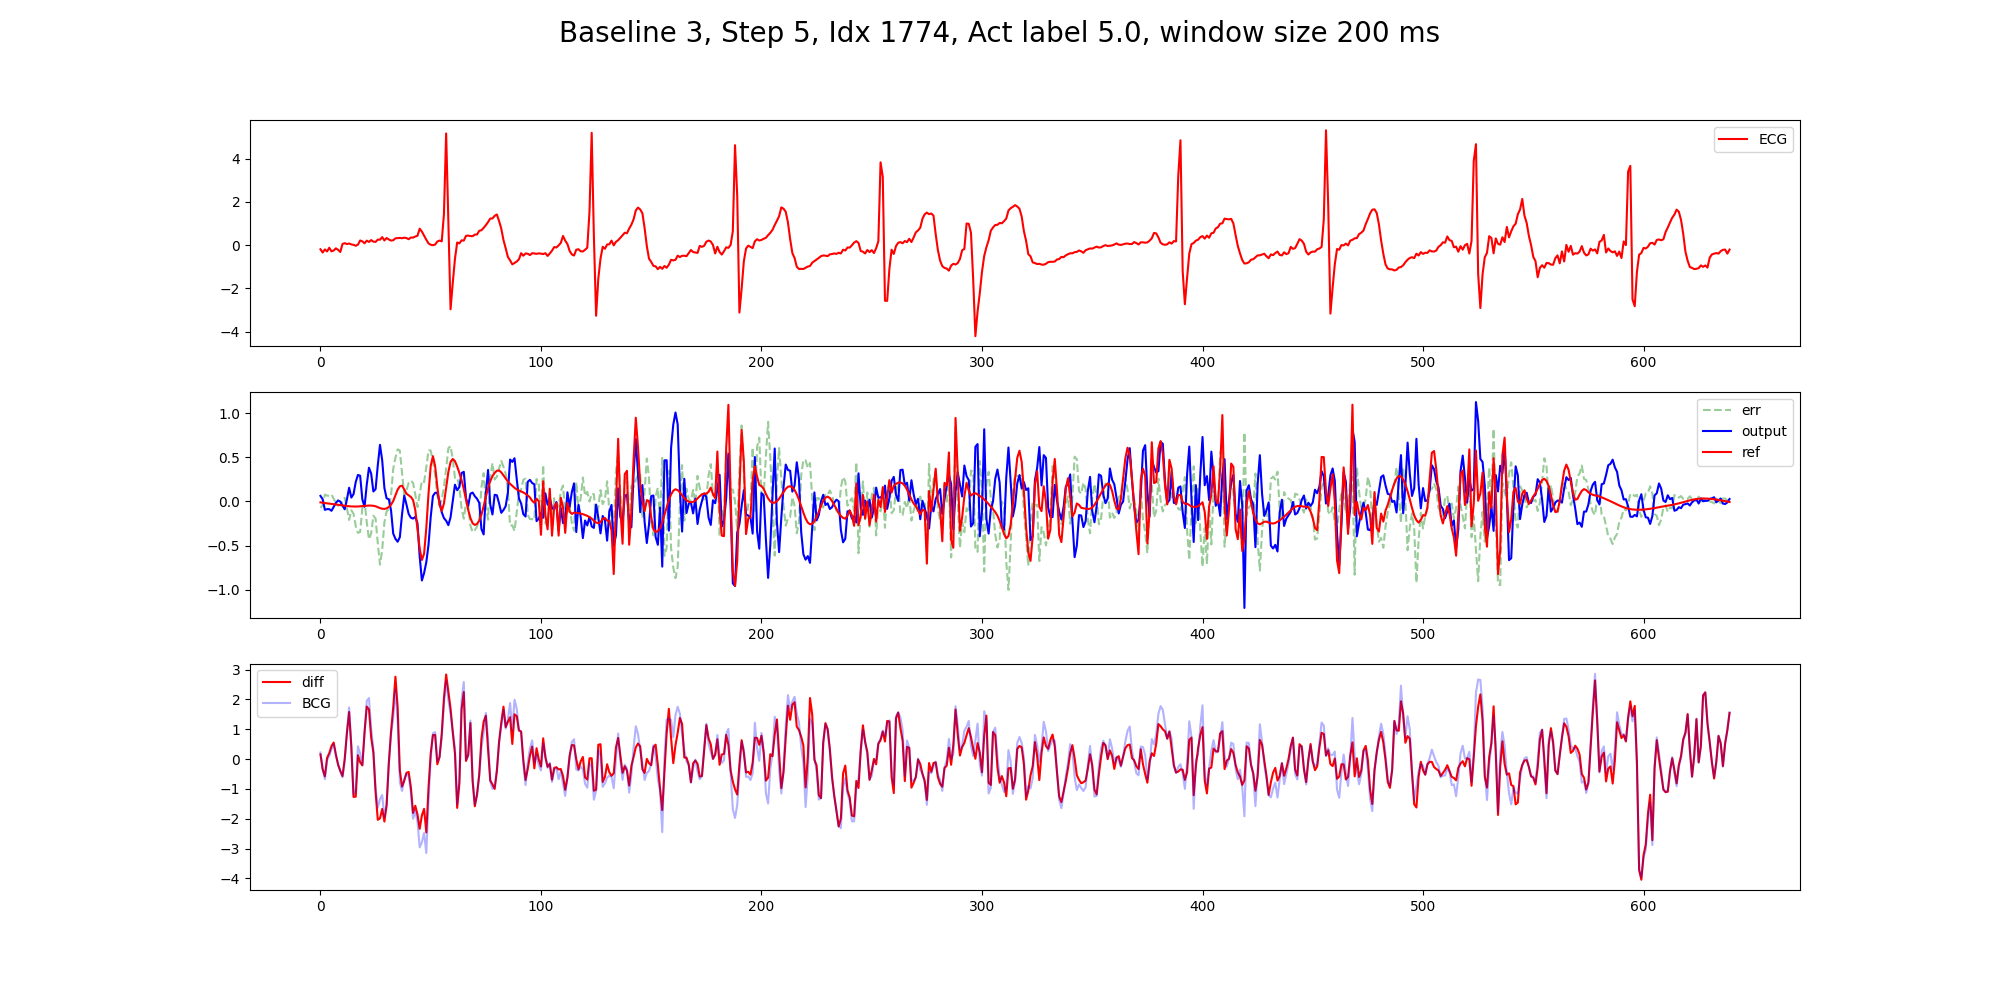 Baseline 3, Step 5, Idx 1774, Act label 5.0, window size 200 ms
ECG
4
2
0
−2
−4
0 100 200 300 400 500 600
err
output
ref
1.0
0.5
0.0
−0.5
−1.0
0 100 200 300 400 500 600
diff
BCG
3
2
1
0
−1
−2
−3
−4
0 100 200 300 400 500 600